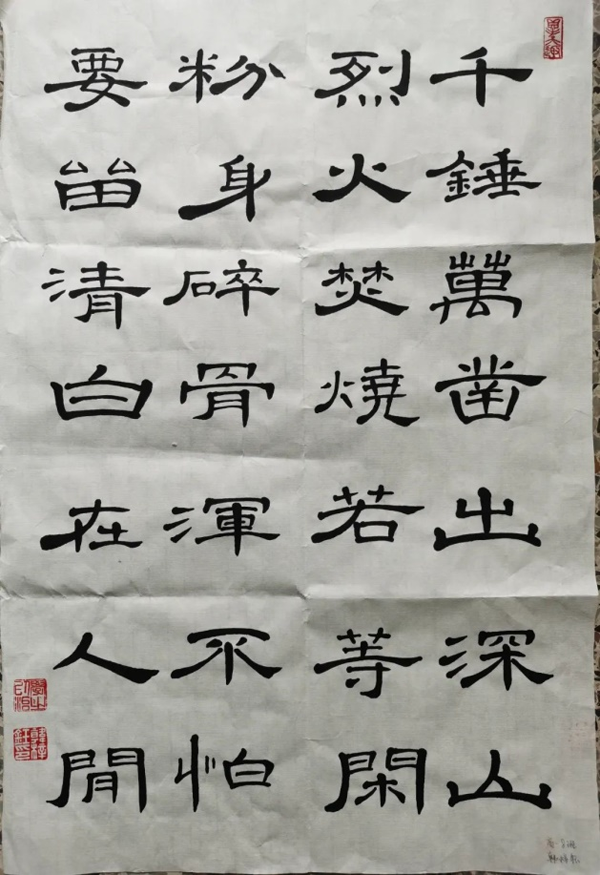 千錘萬凿出深山
烈火焚燒若等閑
粉身碎骨渾不怕
要留清白在人閒